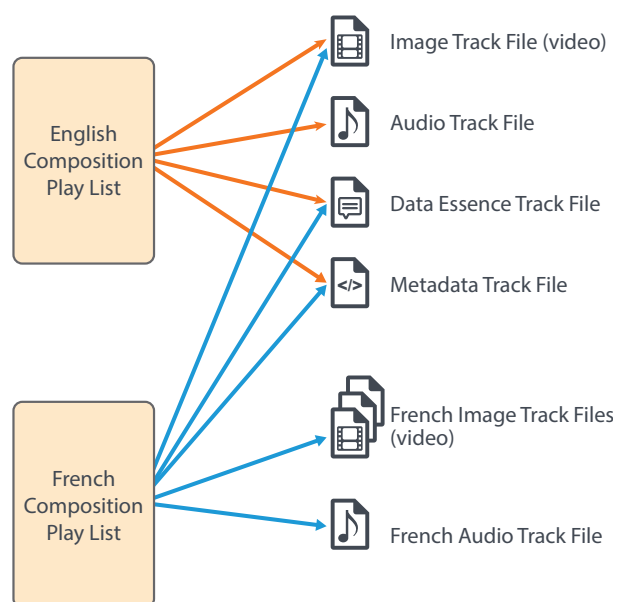 Image Track File (video)
Audio Track File
English
Composition
Play List
Data Essence Track File
</>
Metadata Track File
French Image Track Files
(video)
French
Composition
Play List
French Audio Track File